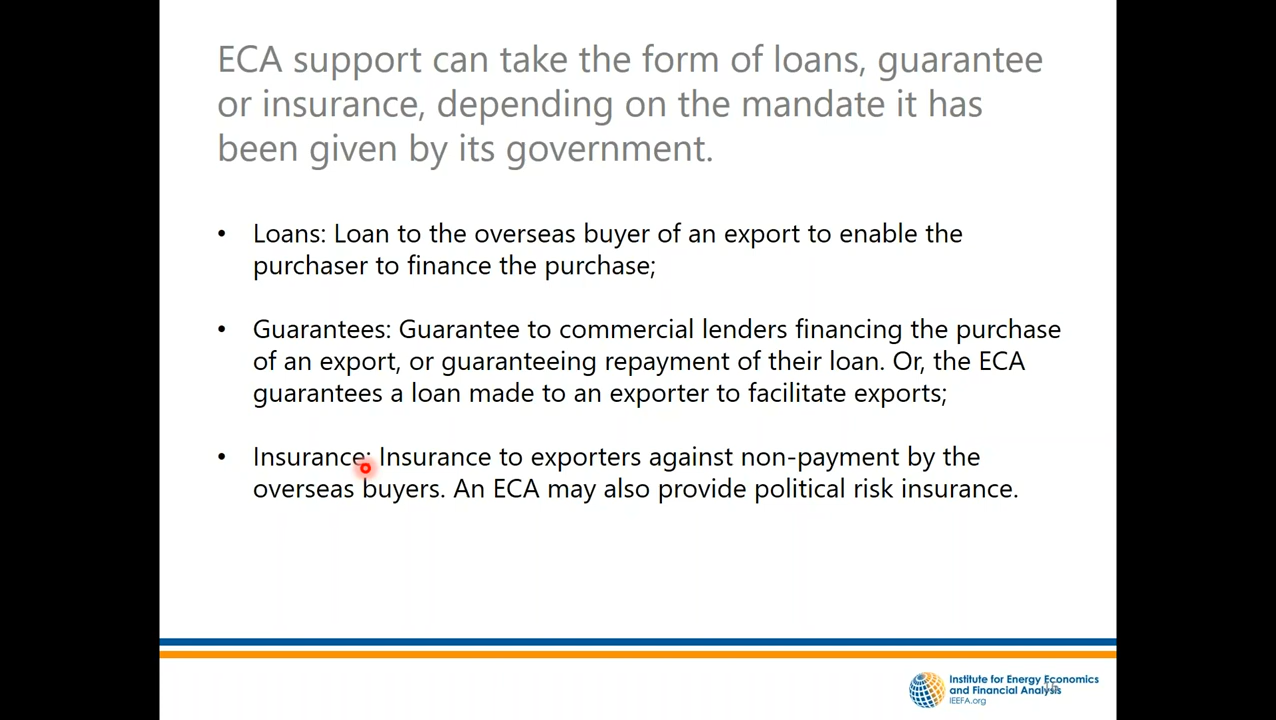 ECA support can take the form of loans, guarantee
or insurance, depending on the mandate it has
been given by its government.
• Loans: Loan to the overseas buyer of an export to enable the
purchaser to finance the purchase;
• Guarantees: Guarantee to commercial lenders financing the purchase
of an export, or guaranteeing repayment of their loan. Or, the ECA
guarantees a loan made to an exporter to facilitate exports;
• Insurance: Insurance to exporters against non-payment by the
overseas buyers. An ECA may also provide political risk insurance.
Institute for Energy Economics
and Financial Analysis
IEEFA.org